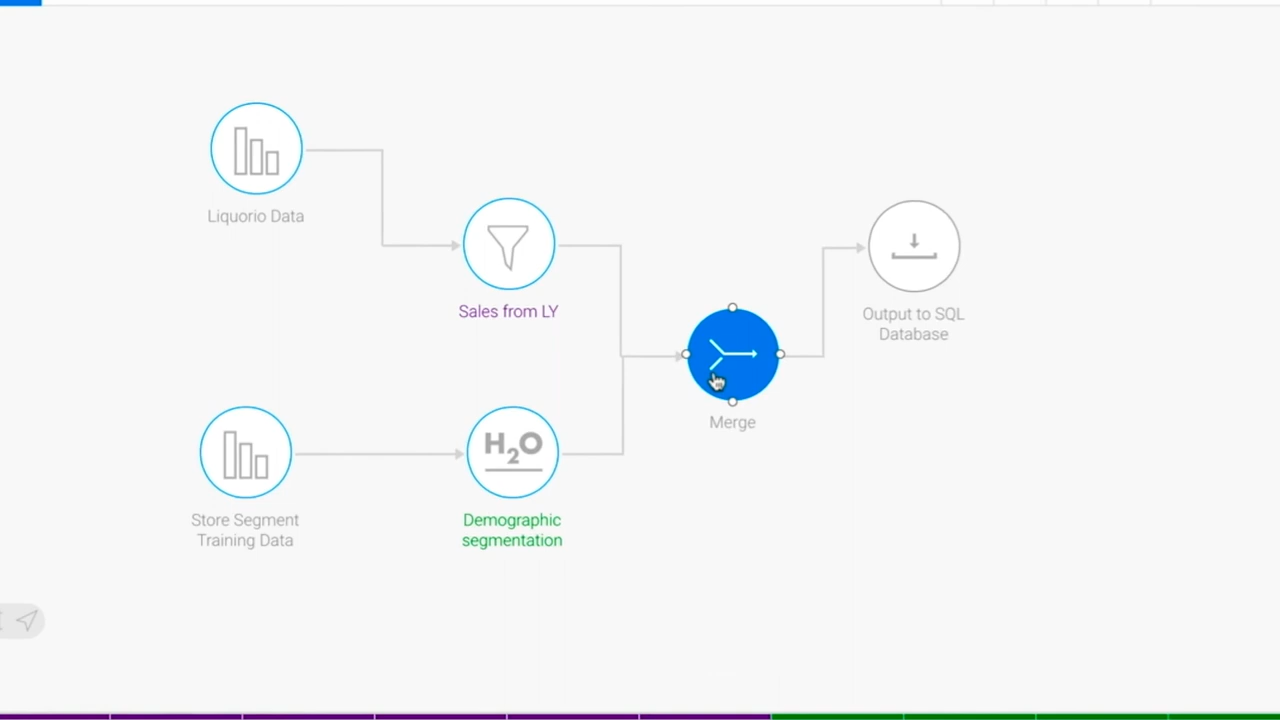 Liquorio Data
Sales from LY
Output to SQL
Database
Merge
H₂O
Store Segment
Training Data
Demographic
segmentation